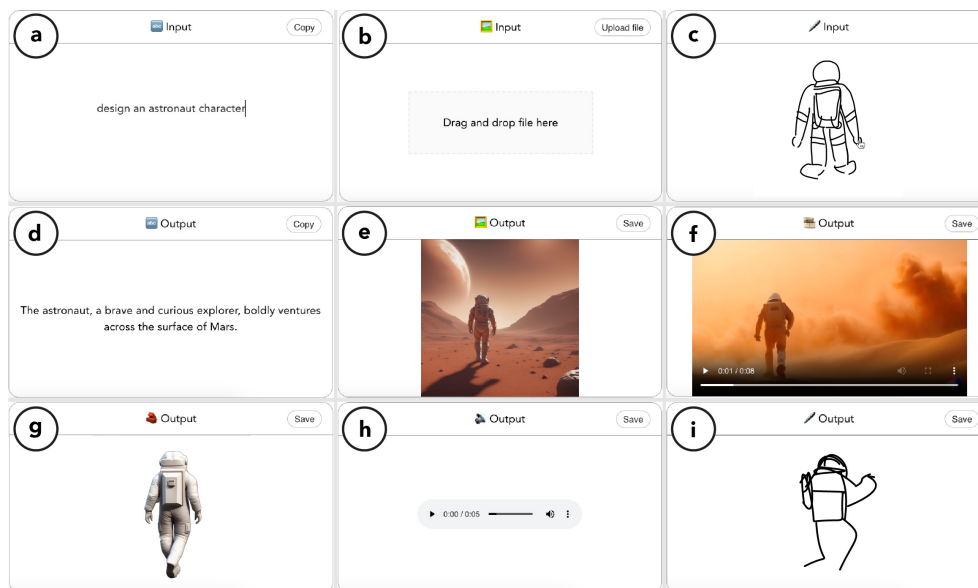 a
abc Input
Copy
design an astronaut character
b
Input
Upload file
Drag and drop file here
c
Input
d
abc Output
Copy
The astronaut, a brave and curious explorer, boldly ventures
across the surface of Mars.
e
Output
Save
f
Output
Save
0:01 / 0:08
g
Output
Save
h
Output
Save
0:00 / 0:05
i
Output
Save